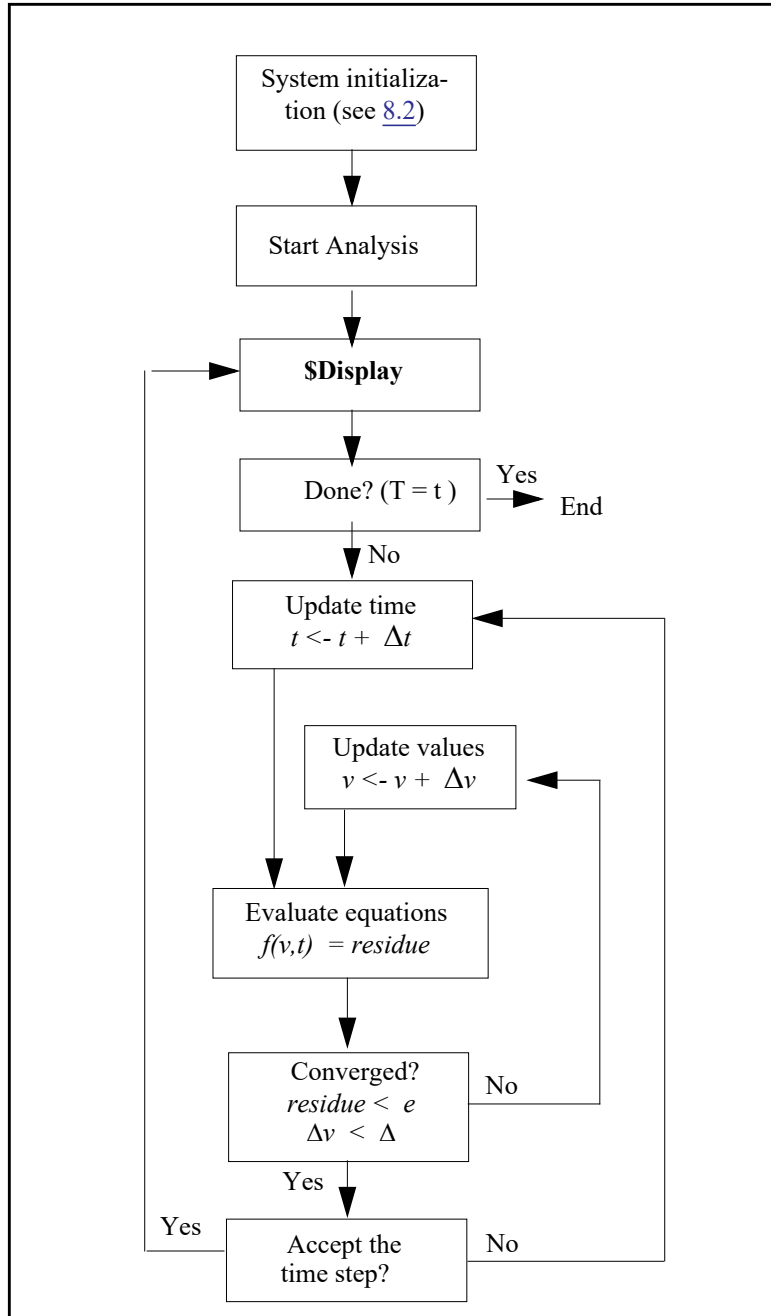 System initializa-
tion (see 8.2)
Start Analysis
$Display
Done? (T = t )
Yes
End
No
Update time
t <- t + Δt
Update values
v <- v + Δv
Evaluate equations
f(v,t) = residue
Converged?
residue < e
Δv < Δ
No
Yes
Yes
Accept the
time step?
No